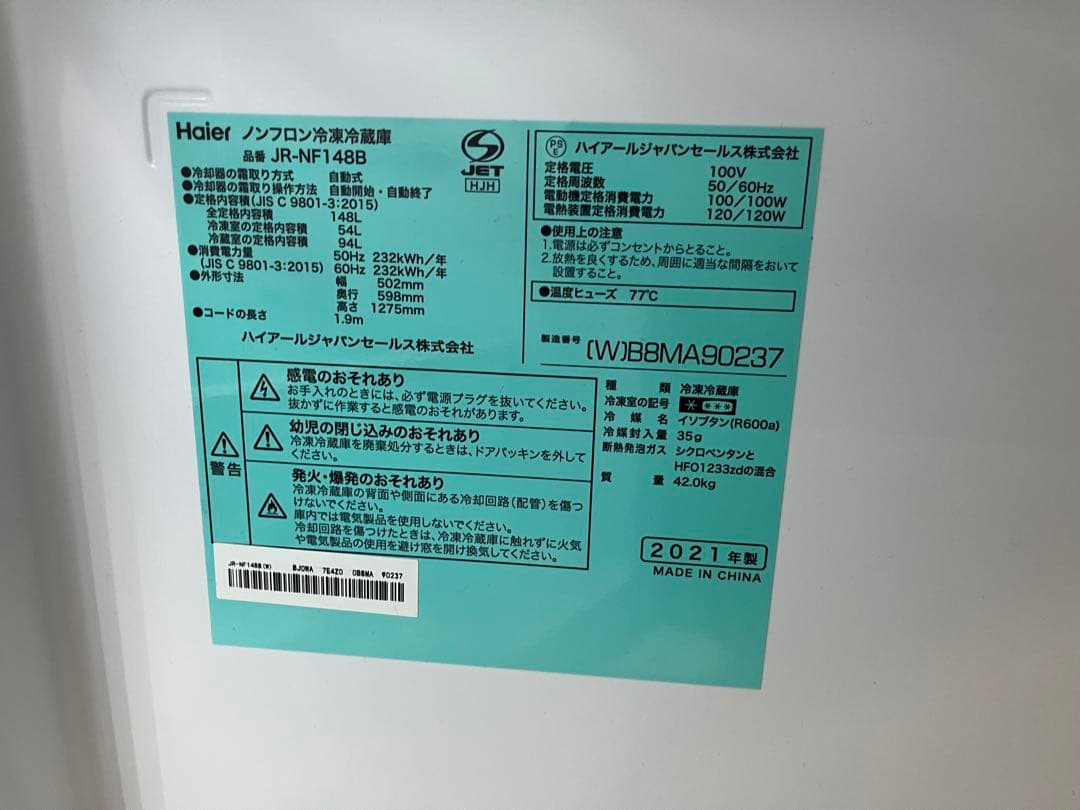 Haier ノンフロン冷凍冷蔵庫
品番 JR-NF148B
●冷却器の霜取り方式 自動式
●冷却器の霜取り操作方法 自動開始・自動終了
●定格内容積(JIS C 9801-3:2015)
全定格内容積 148L
冷凍室の定格内容積 54L
冷蔵室の定格内容積 94L
●消費電力量 50Hz 232kWh/年
(JIS C 9801-3:2015) 60Hz 232kWh/年
●外形寸法 幅 502mm
奥行 598mm
高さ 1275mm
●コードの長さ 1.9m
ハイアールジャパンセールス株式会社
JET
HJH
PS
E
ハイアールジャパンセールス株式会社
定格電圧 100V
定格周波数 50/60Hz
電動機定格消費電力 100/100W
電熱装置定格消費電力 120/120W
●使用上の注意
1.電源は必ずコンセントからとること。
2.放熱を良くするため、周囲に適当な間隔をおいて
設置すること。
●温度ヒューズ 77℃
製造番号 (W)B8MA90237
警告
感電のおそれあり
お手入れのときには、必ず電源プラグを抜いてください。
抜かずに作業すると感電のおそれがあります。
幼児の閉じ込みのおそれあり
冷凍冷蔵庫を廃棄処分するときは、ドアパッキンを外して
ください。
発火・爆発のおそれあり
冷凍冷蔵庫の背面や側面にある冷却回路(配管)を傷つ
けないでください。
庫内では電気製品を使用しないでください。
冷却回路を傷つけたときは、冷凍冷蔵庫に触れずに火気
や電気製品の使用を避け窓を開け換気してください。
種類 冷凍冷蔵庫
冷凍室の記号 * ***
冷媒名 イソブタン(R600a)
冷媒封入量 35g
断熱発泡ガス シクロペンタンと
HFO1233zdの混合
質量 42.0kg
2021年製
MADE IN CHINA
JR-NF148B(W) BJ0WA 7E4Z0 0B8MA 90237